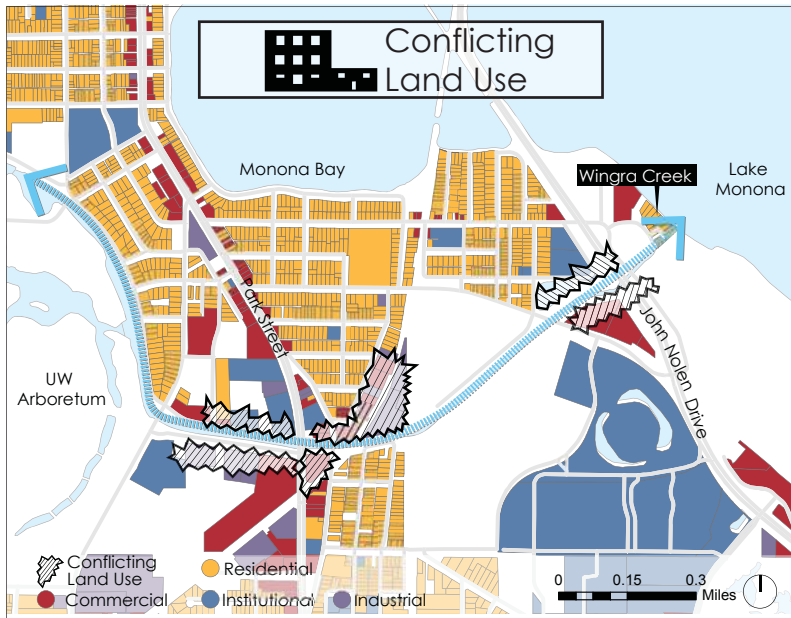 Conflicting
Land Use
Monona Bay
Wingra Creek
Lake
Monona
Park Street
John Nolen Drive
UW
Arboretum
Conflicting
Land Use
Residential
Commercial
Institutional
Industrial
0 0.15 0.3
Miles